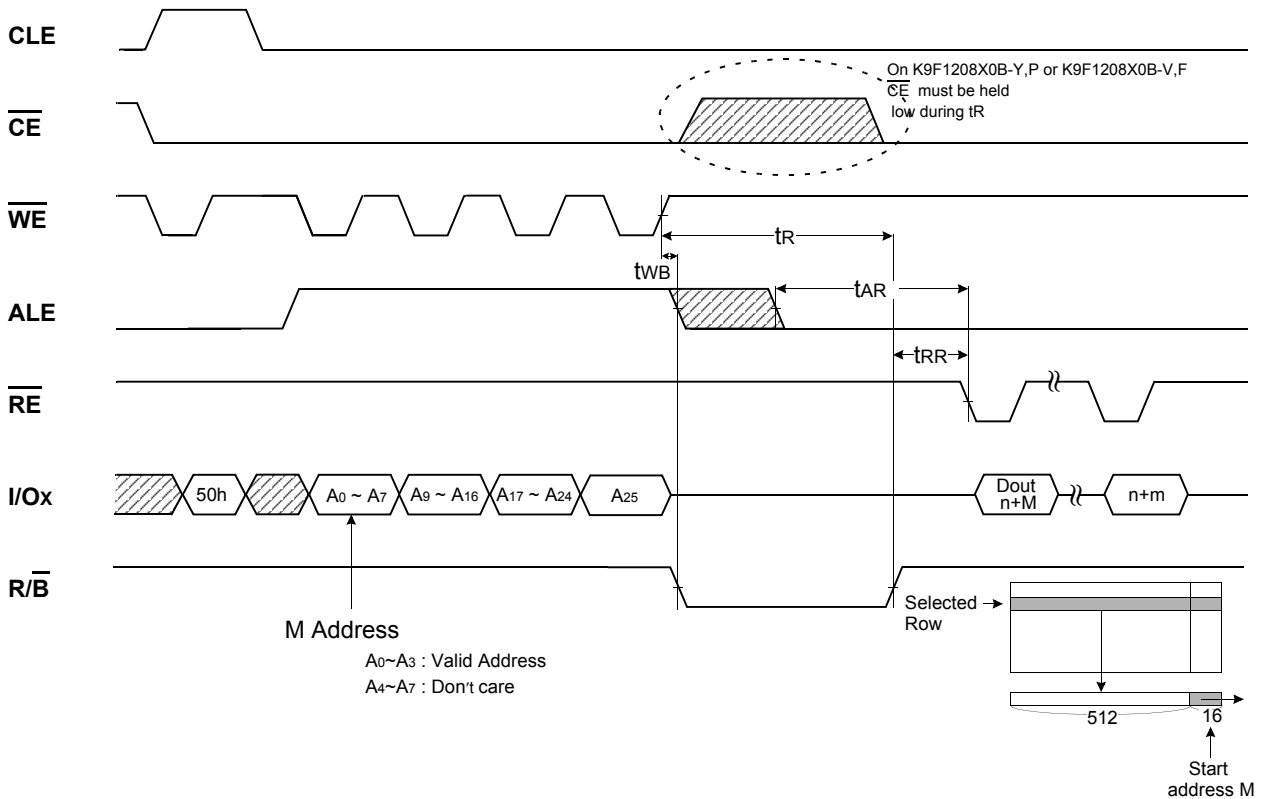 CLE
On K9F1208X0B-Y,P or K9F1208X0B-V,F
CE must be held
low during tR
CE
WE
tR
tWB
ALE
tAR
tRR
RE
I/Ox
50h
A0 ~ A7
A9 ~ A16
A17 ~ A24
A25
Dout
n+M
n+m
R/B
M Address
A0~A3 : Valid Address
A4~A7 : Don't care
Selected
Row
512
16
Start
address M